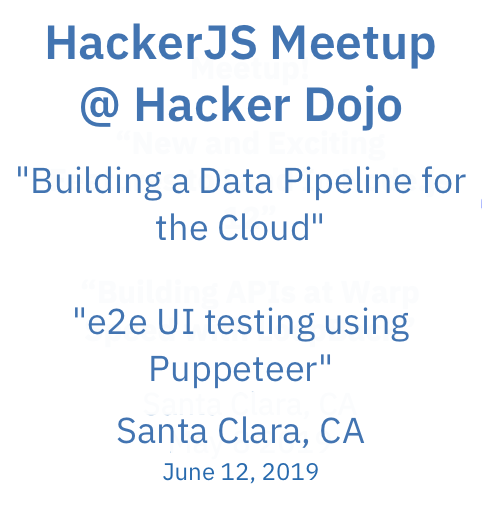 HackerJS Meetup
@ Hacker Dojo
"Building a Data Pipeline for
the Cloud"
"e2e UI testing using
Puppeteer"
Santa Clara, CA
June 12, 2019